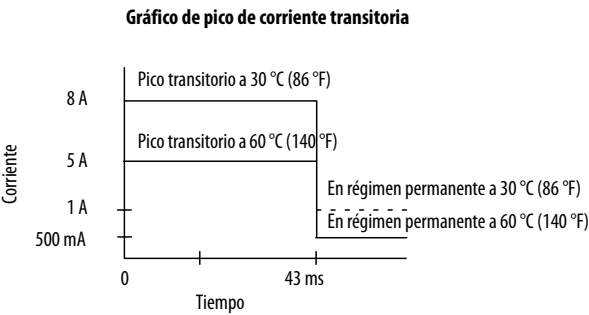 Gráfico de pico de corriente transitoria
Pico transitorio a 30 °C (86 °F)
8 A
Pico transitorio a 60 °C (140 °F)
5 A
Corriente
En régimen permanente a 30 °C (86 °F)
1 A
En régimen permanente a 60 °C (140 °F)
500 mA
0
43 ms
Tiempo